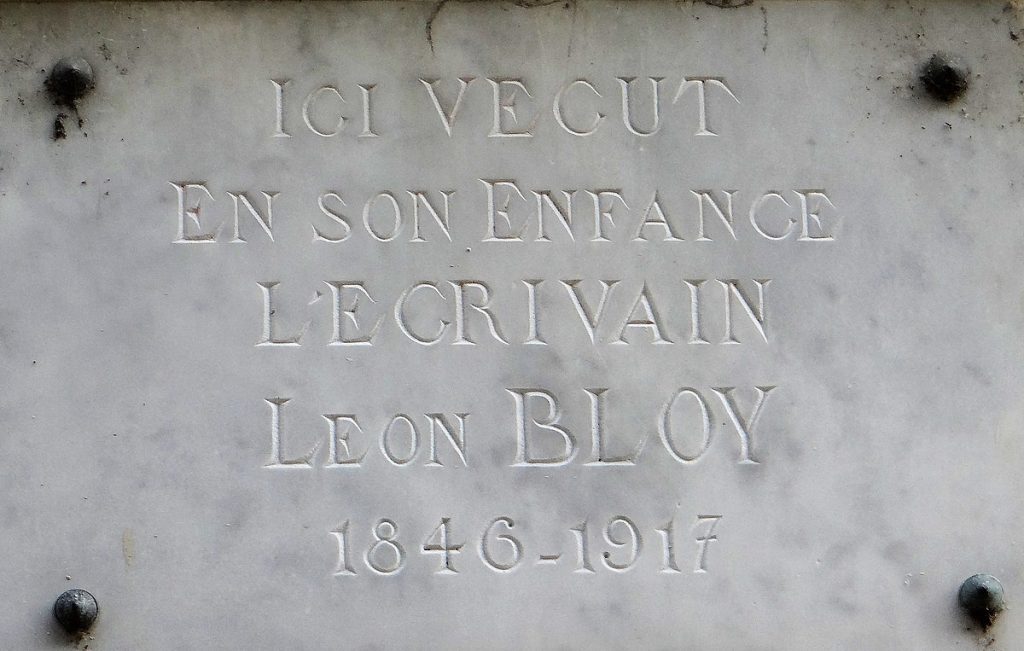 ICI VECUT
EN SON ENFANCE
L'ECRIVAIN
LEON BLOY
1846-1917